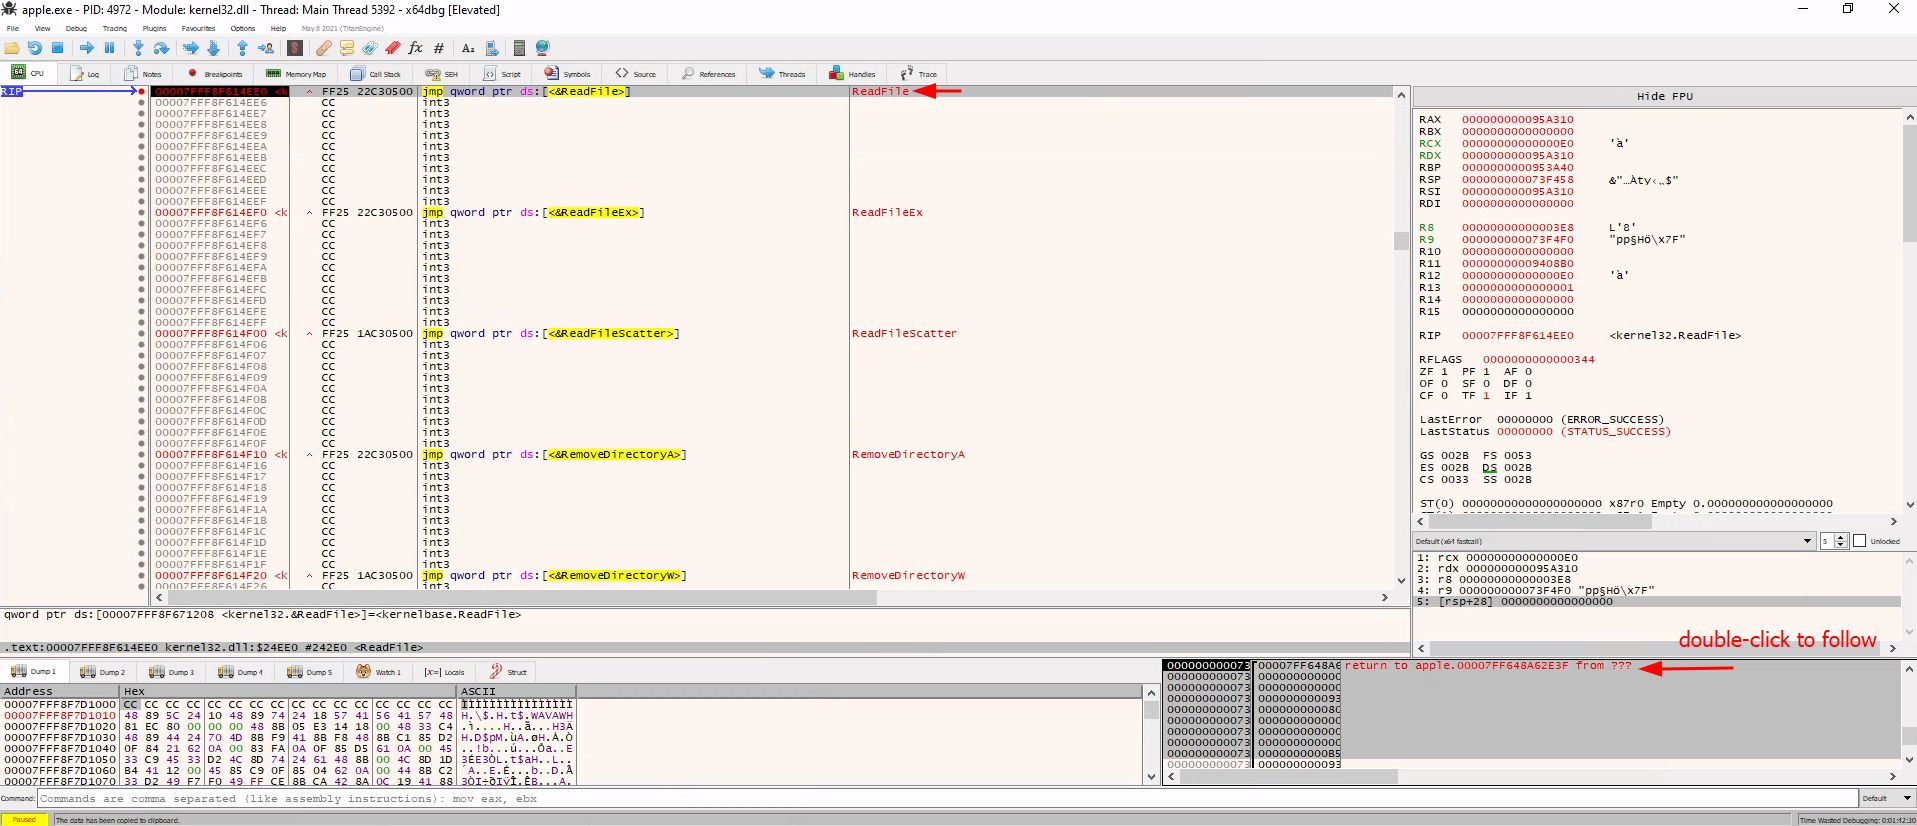 apple.exe - PID: 4972 - Module: kernel32.dll - Thread: Main Thread 5392 - x64dbg [Elevated]
File View Debug Tracing Plugins Favourites Options Help May 8 2021 (TitanEngine)
CPU Log Notes Breakpoints Memory Map Call Stack SEH Script Symbols Source References Threads Handles Trace
RIP 00007FFF8F614EE0 <k ^ FF25 22C30500 jmp qword ptr ds:[<&ReadFile>] ReadFile
00007FFF8F614EE6 CC int3
00007FFF8F614EE7 CC int3
00007FFF8F614EE8 CC int3
00007FFF8F614EE9 CC int3
00007FFF8F614EEA CC int3
00007FFF8F614EEB CC int3
00007FFF8F614EEC CC int3
00007FFF8F614EED CC int3
00007FFF8F614EEE CC int3
00007FFF8F614EEF CC int3
00007FFF8F614EF0 <k ^ FF25 22C30500 jmp qword ptr ds:[<&ReadFileEx>] ReadFileEx
00007FFF8F614EF6 CC int3
00007FFF8F614EF7 CC int3
00007FFF8F614EF8 CC int3
00007FFF8F614EF9 CC int3
00007FFF8F614EFA CC int3
00007FFF8F614EFB CC int3
00007FFF8F614EFC CC int3
00007FFF8F614EFD CC int3
00007FFF8F614EFE CC int3
00007FFF8F614EFF CC int3
00007FFF8F614F00 <k ^ FF25 1AC30500 jmp qword ptr ds:[<&ReadFileScatter>] ReadFileScatter
00007FFF8F614F06 CC int3
00007FFF8F614F07 CC int3
00007FFF8F614F08 CC int3
00007FFF8F614F09 CC int3
00007FFF8F614F0A CC int3
00007FFF8F614F0B CC int3
00007FFF8F614F0C CC int3
00007FFF8F614F0D CC int3
00007FFF8F614F0E CC int3
00007FFF8F614F0F CC int3
00007FFF8F614F10 <k ^ FF25 22C30500 jmp qword ptr ds:[<&RemoveDirectoryA>] RemoveDirectoryA
00007FFF8F614F16 CC int3
00007FFF8F614F17 CC int3
00007FFF8F614F18 CC int3
00007FFF8F614F19 CC int3
00007FFF8F614F1A CC int3
00007FFF8F614F1B CC int3
00007FFF8F614F1C CC int3
00007FFF8F614F1D CC int3
00007FFF8F614F1E CC int3
00007FFF8F614F1F CC int3
00007FFF8F614F20 <k ^ FF25 1AC30500 jmp qword ptr ds:[<&RemoveDirectoryW>] RemoveDirectoryW
00007FFF8F614F26 CC int3
Hide FPU
RAX 000000000095A310
RBX 0000000000000000
RCX 00000000000000E0 'à'
RDX 000000000095A310
RBP 0000000000953A40
RSP 000000000073F458 &"…Àty‹„$"
RSI 000000000095A310
RDI 0000000000000000
R8 00000000000003E8 L'Ϩ'
R9 000000000073F4F0 "pp§Hö\x7F"
R10 0000000000000000
R11 00000000009408B0
R12 00000000000000E0 'à'
R13 0000000000000001
R14 0000000000000000
R15 0000000000000000
RIP 00007FFF8F614EE0 <kernel32.ReadFile>
RFLAGS 0000000000000344
ZF 1 PF 1 AF 0
OF 0 SF 0 DF 0
CF 0 TF 1 IF 1
LastError 00000000 (ERROR_SUCCESS)
LastStatus 00000000 (STATUS_SUCCESS)
GS 002B FS 0053
ES 002B DS 002B
CS 0033 SS 002B
ST(0) 00000000000000000000 x87r0 Empty 0.000000000000000000
Default (x64 fastcall) 5 Unlocked
1: rcx 00000000000000E0
2: rdx 000000000095A310
3: r8 00000000000003E8
4: r9 000000000073F4F0 "pp§Hö\x7F"
5: [rsp+28] 0000000000000000
qword ptr ds:[00007FFF8F671208 <kernel32.&ReadFile>]=<kernelbase.ReadFile>
.text:00007FFF8F614EE0 kernel32.dll:$24EE0 #242E0 <ReadFile>
double-click to follow
Dump 1 Dump 2 Dump 3 Dump 4 Dump 5 Watch 1 [x=] Locals Struct
Address Hex ASCII
00007FFF8F7D1000 CC CC CC CC CC CC CC CC CC CC CC CC CC CC CC CC ÌÌÌÌÌÌÌÌÌÌÌÌÌÌÌÌ
00007FFF8F7D1010 48 89 5C 24 10 48 89 74 24 18 57 41 56 41 57 48 H.\$.H.t$.WAVAWH
00007FFF8F7D1020 81 EC 80 00 00 00 48 8B 05 E3 14 18 00 48 33 C4 .ì....H..ã...H3Ä
00007FFF8F7D1030 48 89 44 24 70 4D 8B F9 41 8B F8 48 8B C1 85 D2 H.D$pM.ùA.øH.Á.Ò
00007FFF8F7D1040 0F 84 21 62 0A 00 83 FA 0A 0F 85 D5 61 0A 00 45 ..!b...ú...Õa..E
00007FFF8F7D1050 33 C9 45 33 D2 4C 8D 74 24 61 48 8B 00 4C 8D 1D 3ÉE3ÒL.t$aH..L..
00007FFF8F7D1060 B4 41 12 00 45 85 C9 0F 85 04 62 0A 00 44 8B C2 ´A..E.É...b..D.Â
00007FFF8F7D1070 33 D2 49 F7 F0 49 FF CE 8B CA 42 8A 0C 19 41 88 3ÒI÷ðIÿÎ.ÊB...A.
000000000073 00007FF648A6 return to apple.00007FF648A62E3F from ???
000000000073 000000000000
000000000073 000000000000
000000000073 000000000093
000000000073 000000000080
000000000073 000000000000
000000000073 000000000000
000000000073 000000000000
000000000073 0000000000B5
000000000073 000000000093
Command: Commands are comma separated (like assembly instructions): mov eax, ebx Default
Paused The data has been copied to clipboard. Time Wasted Debugging: 0:01:42:30